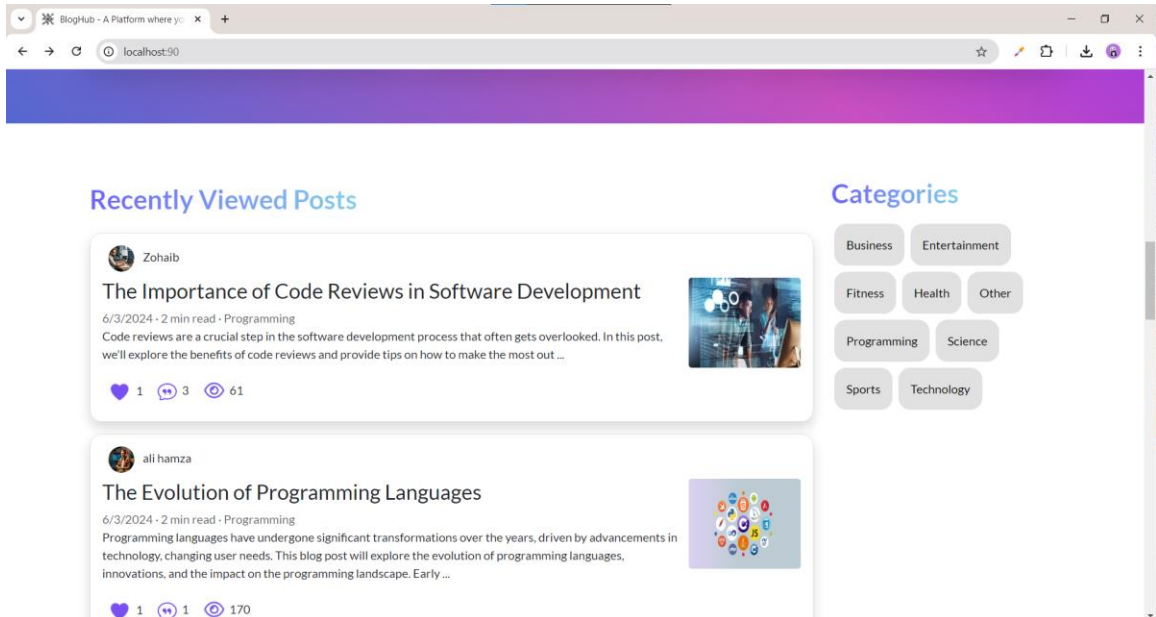 BlogHub - A Platform where yo
localhost:90
Recently Viewed Posts
Zohaib
The Importance of Code Reviews in Software Development
6/3/2024 · 2 min read · Programming
Code reviews are a crucial step in the software development process that often gets overlooked. In this post,
we'll explore the benefits of code reviews and provide tips on how to make the most out ...
1 3 61
ali hamza
The Evolution of Programming Languages
6/3/2024 · 2 min read · Programming
Programming languages have undergone significant transformations over the years, driven by advancements in
technology, changing user needs. This blog post will explore the evolution of programming languages,
innovations, and the impact on the programming landscape. Early ...
1 1 170
Categories
Business Entertainment
Fitness Health Other
Programming Science
Sports Technology